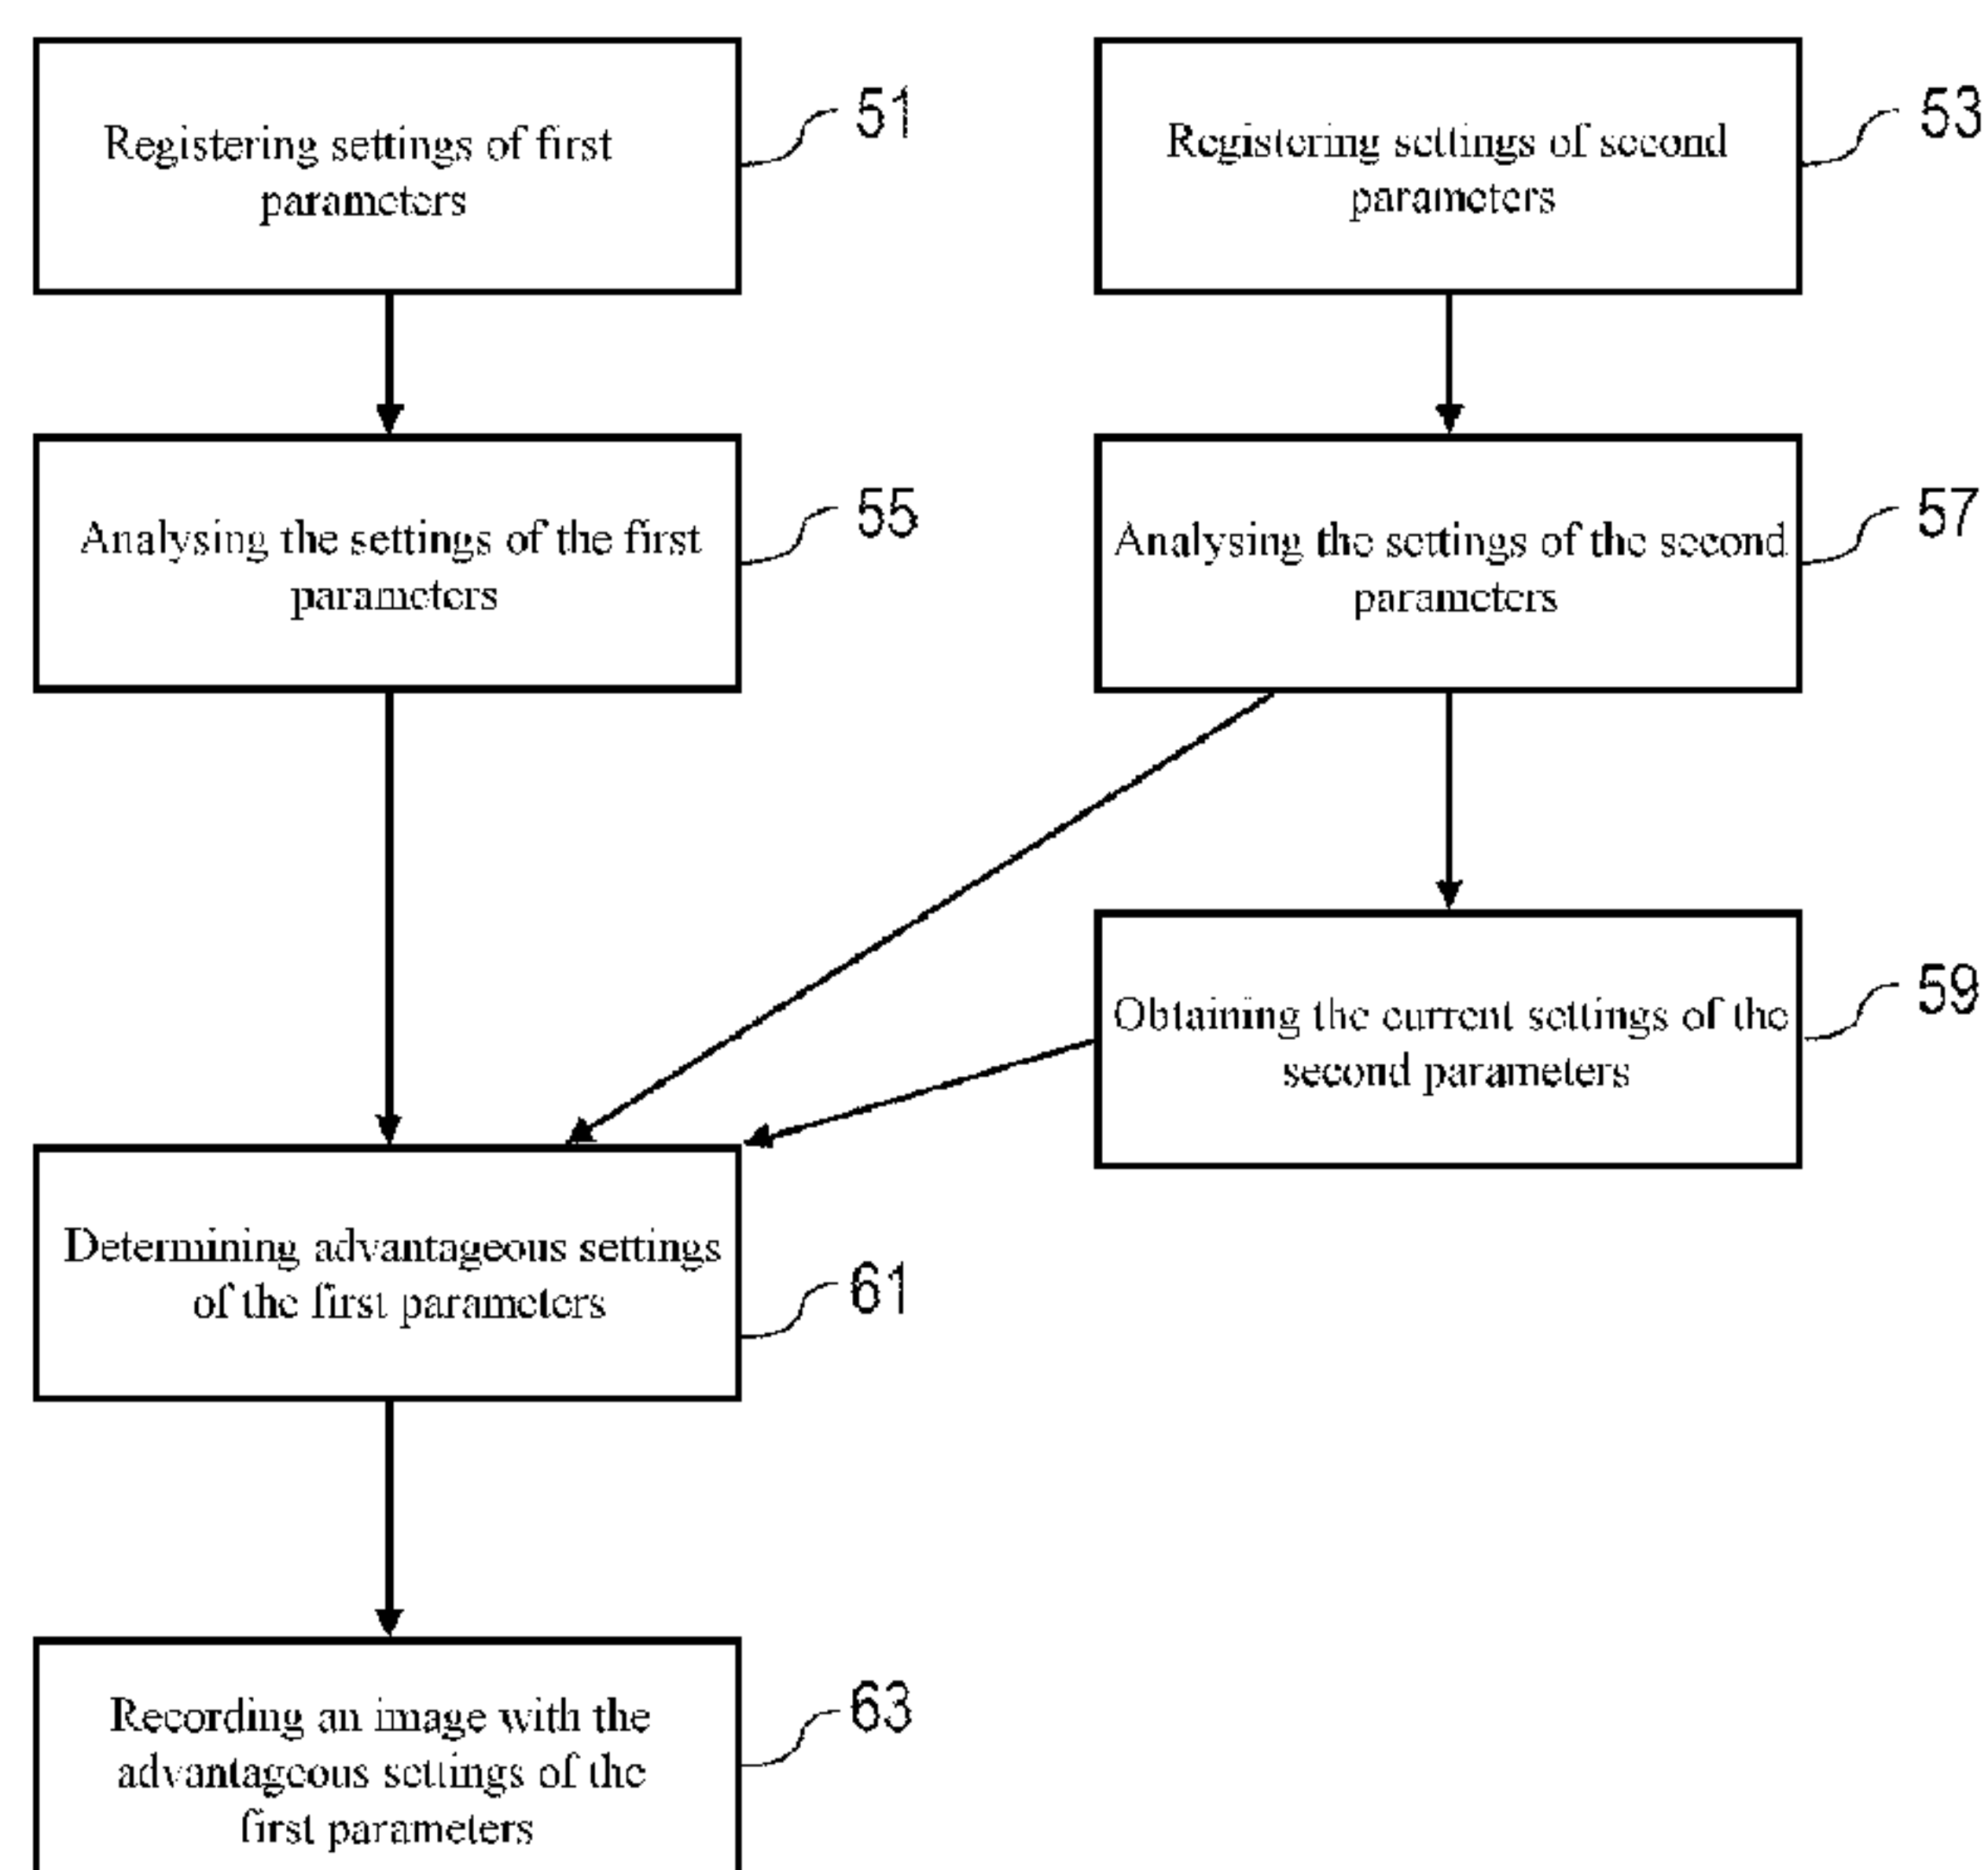 Registering settings of first
parameters
51
Registering settings of second
parameters
53
Analysing the settings of the first
parameters
55
Analysing the settings of the second
parameters
57
Obtaining the current settings of the
second parameters
59
Determining advantageous settings
of the first parameters
61
Recording an image with the
advantageous settings of the
first parameters
63